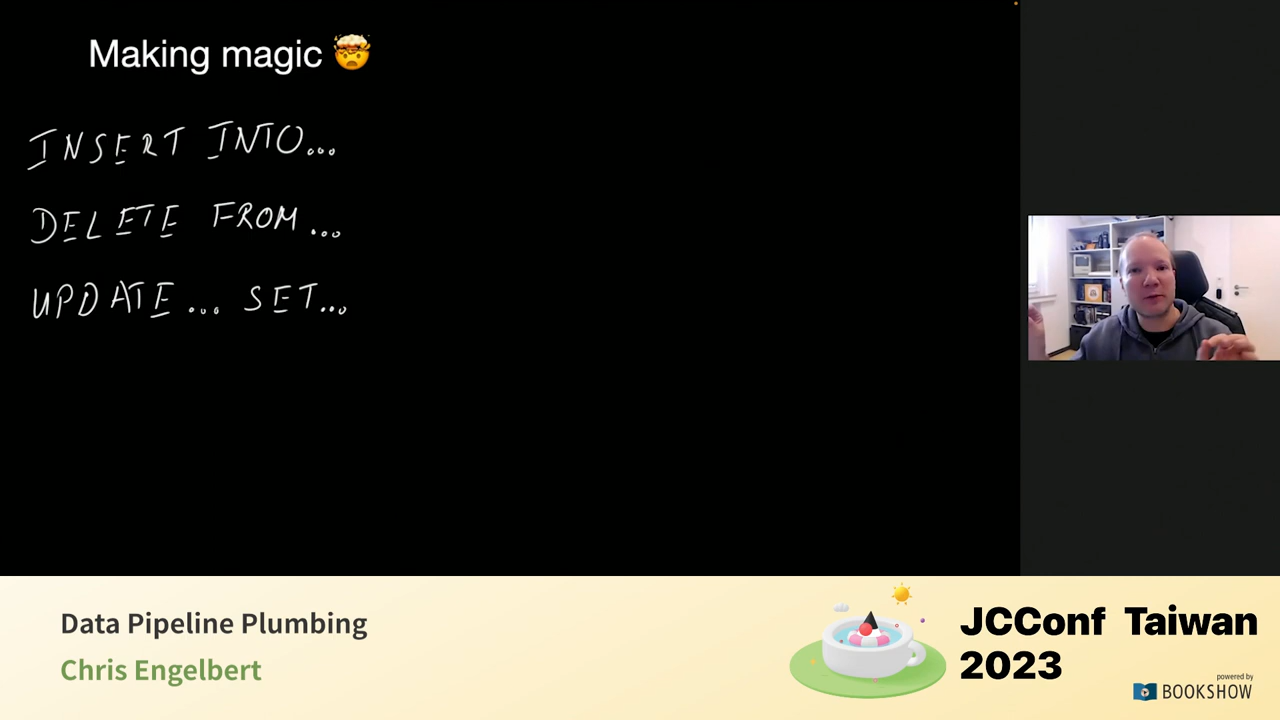 Making magic 🤯
INSERT INTO...
DELETE FROM...
UPDATE... SET...
Data Pipeline Plumbing
Chris Engelbert
JCConf Taiwan
2023
powered by
BOOKSHOW